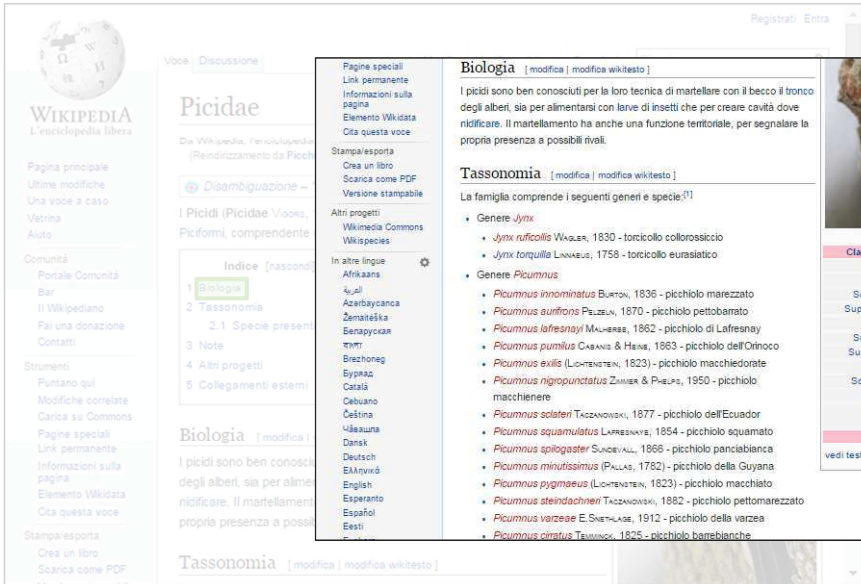 Registrati Entra
WIKIPEDIA
L'enciclopedia libera
Pagina principale
Ultime modifiche
Una voce a caso
Vetrina
Aiuto
Comunità
Portale Comunità
Bar
Il Wikipediano
Fai una donazione
Contatti
Strumenti
Puntano qui
Modifiche correlate
Carica su Commons
Pagine speciali
Link permanente
Informazioni sulla
pagina
Elemento Wikidata
Cita questa voce
Stampa/esporta
Crea un libro
Scarica come PDF
Voce Discussione
Picidae
Da Wikipedia, l'enciclopedia
(Reindirizzamento da Picch
Disambiguazione –
I Picidi (Picidae Vigors,
Piciformi, comprendente
Indice [nascondi
1 Biologia
2 Tassonomia
2.1 Specie present
3 Note
4 Altri progetti
5 Collegamenti esterni
Biologia [modifica |
I picidi sono ben conosciu
degli alberi, sia per alimen
nidificare. Il martellament
propria presenza a possib
Tassonomia [modifica | modifica wikitesto]
Pagine speciali
Link permanente
Informazioni sulla
pagina
Elemento Wikidata
Cita questa voce
Stampa/esporta
Crea un libro
Scarica come PDF
Versione stampabile
Altri progetti
Wikimedia Commons
Wikispecies
In altre lingue
Afrikaans
العربية
Azərbaycanca
Žemaitėška
Беларуская
বাংলা
Brezhoneg
Буряад
Català
Cebuano
Čeština
Чӑвашла
Dansk
Deutsch
Ελληνικά
English
Esperanto
Español
Eesti
Biologia [ modifica | modifica wikitesto ]
I picidi sono ben conosciuti per la loro tecnica di martellare con il becco il tronco
degli alberi, sia per alimentarsi con larve di insetti che per creare cavità dove
nidificare. Il martellamento ha anche una funzione territoriale, per segnalare la
propria presenza a possibili rivali.
Tassonomia [ modifica | modifica wikitesto ]
La famiglia comprende i seguenti generi e specie:[1]
• Genere Jynx
• Jynx ruficollis Wagler, 1830 - torcicollo collorossiccio
• Jynx torquilla Linnaeus, 1758 - torcicollo eurasiatico
• Genere Picumnus
• Picumnus innominatus Burton, 1836 - picchiolo marezzato
• Picumnus aurifrons Pelzeln, 1870 - picchiolo pettobarrato
• Picumnus lafresnayi Malherbe, 1862 - picchiolo di Lafresnay
• Picumnus pumilus Cabanis & Heine, 1863 - picchiolo dell'Orinoco
• Picumnus exilis (Lichtenstein, 1823) - picchiolo macchiedorate
• Picumnus nigropunctatus Zimmer & Phelps, 1950 - picchiolo
macchienere
• Picumnus sclateri Taczanowski, 1877 - picchiolo dell'Ecuador
• Picumnus squamulatus Lafresnaye, 1854 - picchiolo squamato
• Picumnus spilogaster Sundevall, 1866 - picchiolo panciabianca
• Picumnus minutissimus (Pallas, 1782) - picchiolo della Guyana
• Picumnus pygmaeus (Lichtenstein, 1823) - picchiolo macchiato
• Picumnus steindachneri Taczanowski, 1882 - picchiolo pettomarezzato
• Picumnus varzeae E.Snethlage, 1912 - picchiolo della varzea
• Picumnus cirratus Temminck, 1825 - picchiolo barrebianche
Cla
Sup
Su
Sc
vedi test